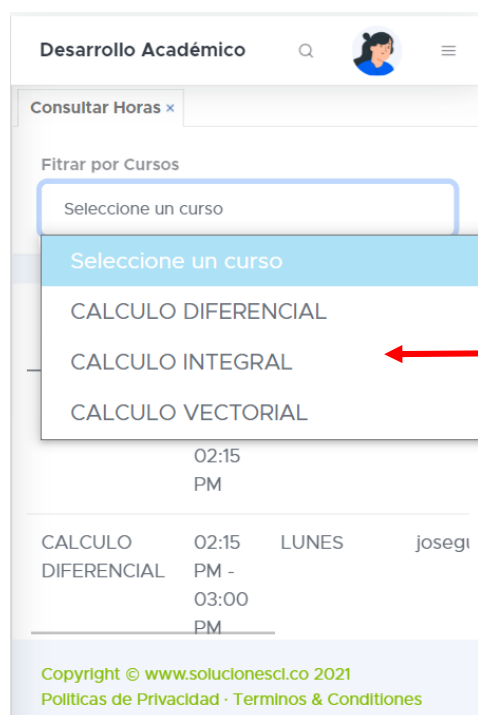 Desarrollo Académico
Consultar Horas ×
Fitrar por Cursos
Seleccione un curso
Seleccione un curso
CALCULO DIFERENCIAL
CALCULO INTEGRAL
CALCULO VECTORIAL
02:15
PM
CALCULO 02:15 LUNES josegu
DIFERENCIAL PM -
03:00
PM
Copyright © www.solucionescl.co 2021
Politicas de Privacidad · Terminos & Conditiones